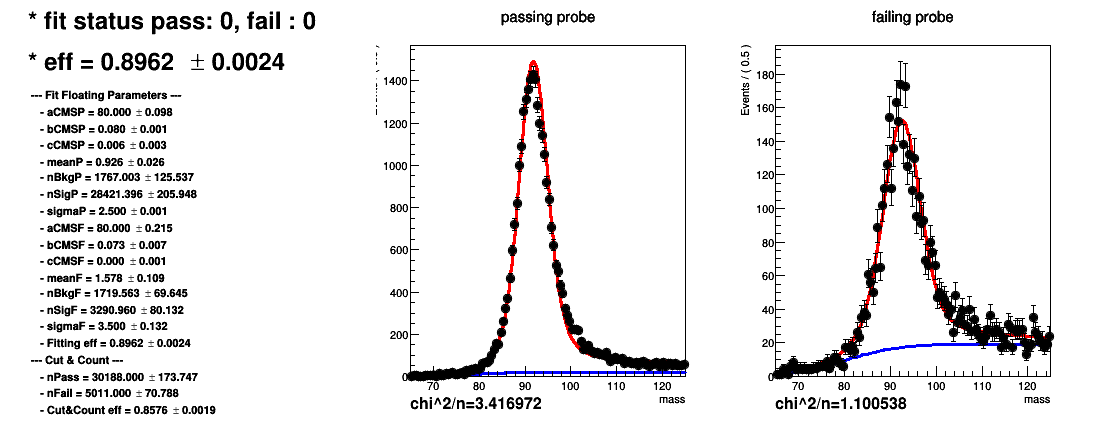 * fit status pass: 0, fail : 0
* eff = 0.8962 ± 0.0024
--- Fit Floating Parameters ---
- aCMSP = 80.000 ± 0.098
- bCMSP = 0.080 ± 0.001
- cCMSP = 0.006 ± 0.003
- meanP = 0.926 ± 0.026
- nBkgP = 1767.003 ± 125.537
- nSigP = 28421.396 ± 205.948
- sigmaP = 2.500 ± 0.001
- aCMSF = 80.000 ± 0.215
- bCMSF = 0.073 ± 0.007
- cCMSF = 0.000 ± 0.001
- meanF = 1.578 ± 0.109
- nBkgF = 1719.563 ± 69.645
- nSigF = 3290.960 ± 80.132
- sigmaF = 3.500 ± 0.132
- Fitting eff = 0.8962 ± 0.0024
--- Cut & Count ---
- nPass = 30188.000 ± 173.747
- nFail = 5011.000 ± 70.788
- Cut&Count eff = 0.8576 ± 0.0019
passing probe
1400
1200
1000
800
600
400
200
0
70 80 90 100 110 120
mass
chi^2/n=3.416972
failing probe
Events / ( 0.5 )
180
160
140
120
100
80
60
40
20
0
70 80 90 100 110 120
mass
chi^2/n=1.100538